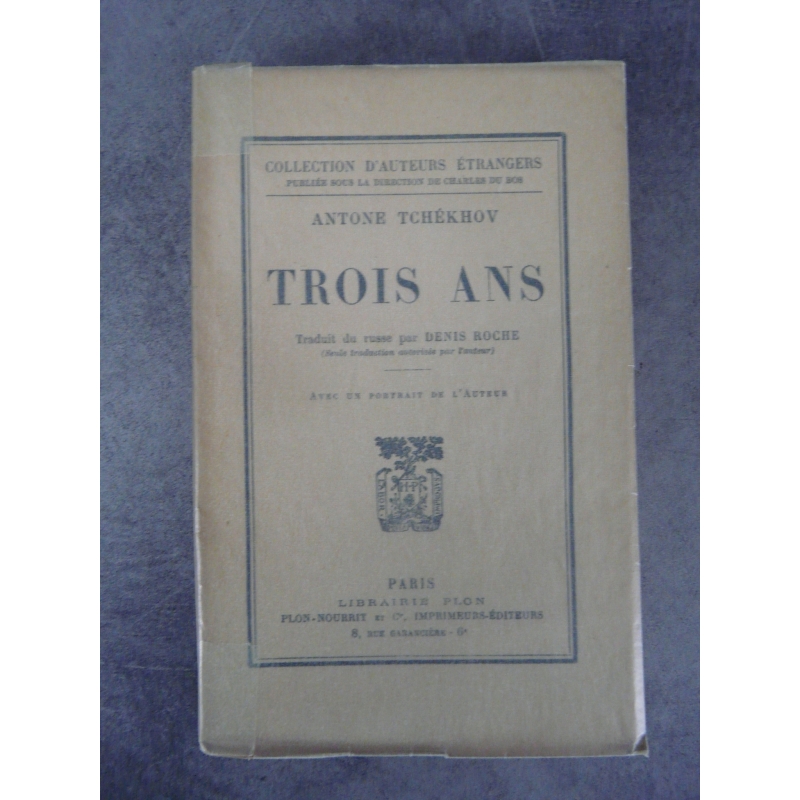 COLLECTION D'AUTEURS ÉTRANGERS
PUBLIÉE SOUS LA DIRECTION DE CHARLES DU BOS
ANTONE TCHÉKHOV
TROIS ANS
Traduit du russe par DENIS ROCHE
(Seule traduction autorisée par l'auteur)
AVEC UN PORTRAIT DE L'AUTEUR
PARIS
LIBRAIRIE PLON
PLON-NOURRIT ET Cie, IMPRIMEURS-ÉDITEURS
8, RUE GARANCIÈRE - 6e